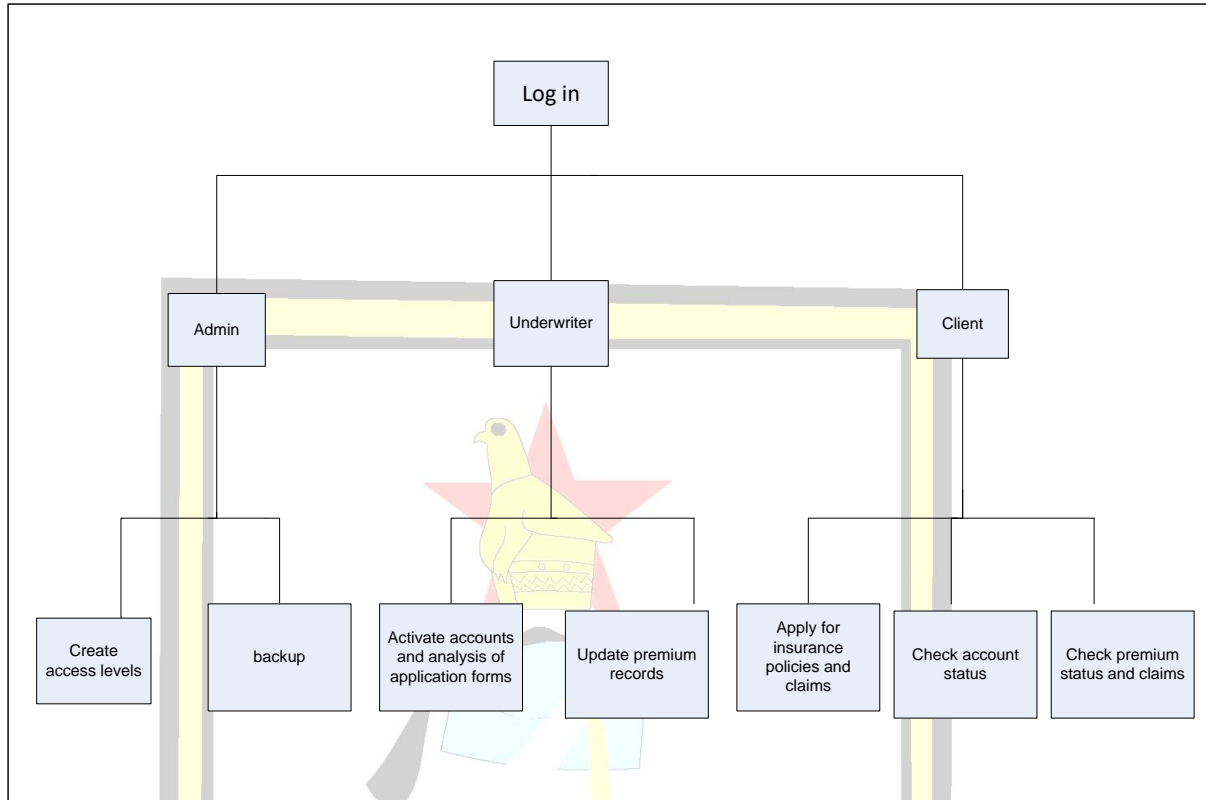 Log in
Admin
Underwriter
Client
Create
access levels
backup
Activate accounts
and analysis of
application forms
Update premium
records
Apply for
insurance
policies and
claims
Check account
status
Check premium
status and claims